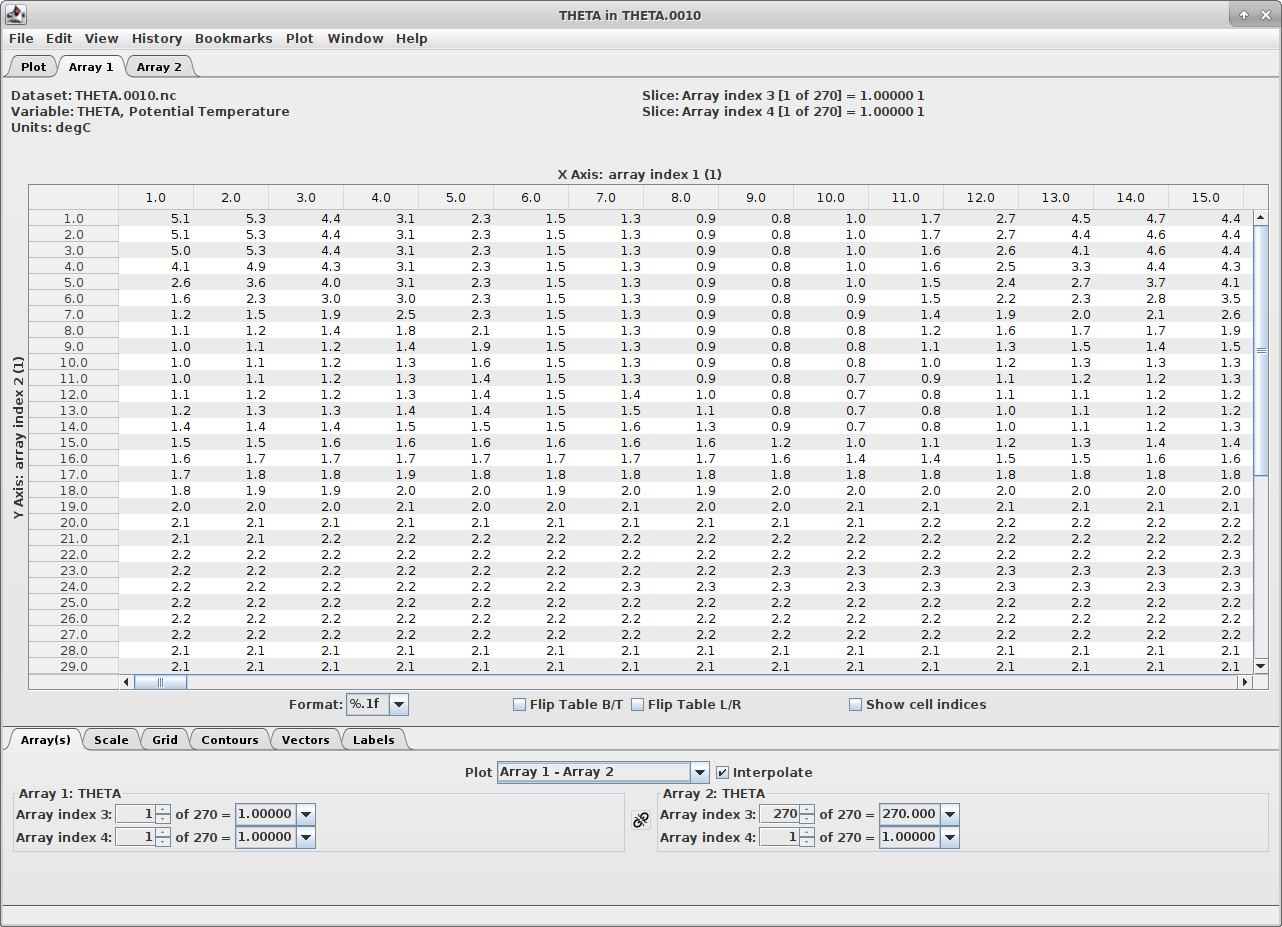 THETA in THETA.0010
File Edit View History Bookmarks Plot Window Help
Plot Array 1 Array 2
Dataset: THETA.0010.nc
Variable: THETA, Potential Temperature
Units: degC
Slice: Array index 3 [1 of 270] = 1.00000 1
Slice: Array index 4 [1 of 270] = 1.00000 1
X Axis: array index 1 (1)
Y Axis: array index 2 (1)
1.0 2.0 3.0 4.0 5.0 6.0 7.0 8.0 9.0 10.0 11.0 12.0 13.0 14.0 15.0
1.0 5.1 5.3 4.4 3.1 2.3 1.5 1.3 0.9 0.8 1.0 1.7 2.7 4.5 4.7 4.4
2.0 5.1 5.3 4.4 3.1 2.3 1.5 1.3 0.9 0.8 1.0 1.7 2.7 4.4 4.6 4.4
3.0 5.0 5.3 4.4 3.1 2.3 1.5 1.3 0.9 0.8 1.0 1.6 2.6 4.1 4.6 4.4
4.0 4.1 4.9 4.3 3.1 2.3 1.5 1.3 0.9 0.8 1.0 1.6 2.5 3.3 4.4 4.3
5.0 2.6 3.6 4.0 3.1 2.3 1.5 1.3 0.9 0.8 1.0 1.5 2.4 2.7 3.7 4.1
6.0 1.6 2.3 3.0 3.0 2.3 1.5 1.3 0.9 0.8 0.9 1.5 2.2 2.3 2.8 3.5
7.0 1.2 1.5 1.9 2.5 2.3 1.5 1.3 0.9 0.8 0.9 1.4 1.9 2.0 2.1 2.6
8.0 1.1 1.2 1.4 1.8 2.1 1.5 1.3 0.9 0.8 0.8 1.2 1.6 1.7 1.7 1.9
9.0 1.0 1.1 1.2 1.4 1.9 1.5 1.3 0.9 0.8 0.8 1.1 1.3 1.5 1.4 1.5
10.0 1.0 1.1 1.2 1.3 1.6 1.5 1.3 0.9 0.8 0.8 1.0 1.2 1.3 1.3 1.3
11.0 1.0 1.1 1.2 1.3 1.4 1.5 1.3 0.9 0.8 0.7 0.9 1.1 1.2 1.2 1.3
12.0 1.1 1.2 1.2 1.3 1.4 1.5 1.4 1.0 0.8 0.7 0.8 1.1 1.1 1.2 1.2
13.0 1.2 1.3 1.3 1.4 1.4 1.5 1.5 1.1 0.8 0.7 0.8 1.0 1.1 1.2 1.2
14.0 1.4 1.4 1.4 1.5 1.5 1.5 1.6 1.3 0.9 0.7 0.8 1.0 1.1 1.2 1.3
15.0 1.5 1.5 1.6 1.6 1.6 1.6 1.6 1.6 1.2 1.0 1.1 1.2 1.3 1.4 1.4
16.0 1.6 1.7 1.7 1.7 1.7 1.7 1.7 1.7 1.6 1.4 1.4 1.5 1.5 1.6 1.6
17.0 1.7 1.8 1.8 1.9 1.8 1.8 1.8 1.8 1.8 1.8 1.8 1.8 1.8 1.8 1.8
18.0 1.8 1.9 1.9 2.0 2.0 1.9 2.0 1.9 2.0 2.0 2.0 2.0 2.0 2.0 2.0
19.0 2.0 2.0 2.0 2.1 2.0 2.0 2.1 2.0 2.0 2.1 2.1 2.1 2.1 2.1 2.1
20.0 2.1 2.1 2.1 2.1 2.1 2.1 2.1 2.1 2.1 2.1 2.2 2.2 2.2 2.2 2.2
21.0 2.1 2.1 2.2 2.2 2.2 2.2 2.2 2.2 2.2 2.2 2.2 2.2 2.2 2.2 2.2
22.0 2.2 2.2 2.2 2.2 2.2 2.2 2.2 2.2 2.2 2.2 2.2 2.2 2.2 2.2 2.3
23.0 2.2 2.2 2.2 2.2 2.2 2.2 2.2 2.2 2.3 2.3 2.3 2.3 2.3 2.3 2.3
24.0 2.2 2.2 2.2 2.2 2.2 2.2 2.3 2.3 2.3 2.3 2.3 2.3 2.3 2.3 2.3
25.0 2.2 2.2 2.2 2.2 2.2 2.2 2.2 2.2 2.2 2.2 2.2 2.2 2.2 2.2 2.2
26.0 2.2 2.2 2.2 2.2 2.2 2.2 2.2 2.2 2.2 2.2 2.2 2.2 2.2 2.2 2.2
27.0 2.2 2.2 2.2 2.2 2.2 2.2 2.2 2.2 2.2 2.2 2.2 2.2 2.2 2.2 2.2
28.0 2.1 2.1 2.1 2.1 2.1 2.1 2.1 2.1 2.1 2.1 2.1 2.1 2.1 2.1 2.1
29.0 2.1 2.1 2.1 2.1 2.1 2.1 2.1 2.1 2.1 2.1 2.1 2.1 2.1 2.1 2.1
Format: %.1f Flip Table B/T Flip Table L/R Show cell indices
Array(s) Scale Grid Contours Vectors Labels
Plot Array 1 - Array 2 Interpolate
Array 1: THETA
Array index 3: 1 of 270 = 1.00000
Array index 4: 1 of 270 = 1.00000
Array 2: THETA
Array index 3: 270 of 270 = 270.000
Array index 4: 1 of 270 = 1.00000